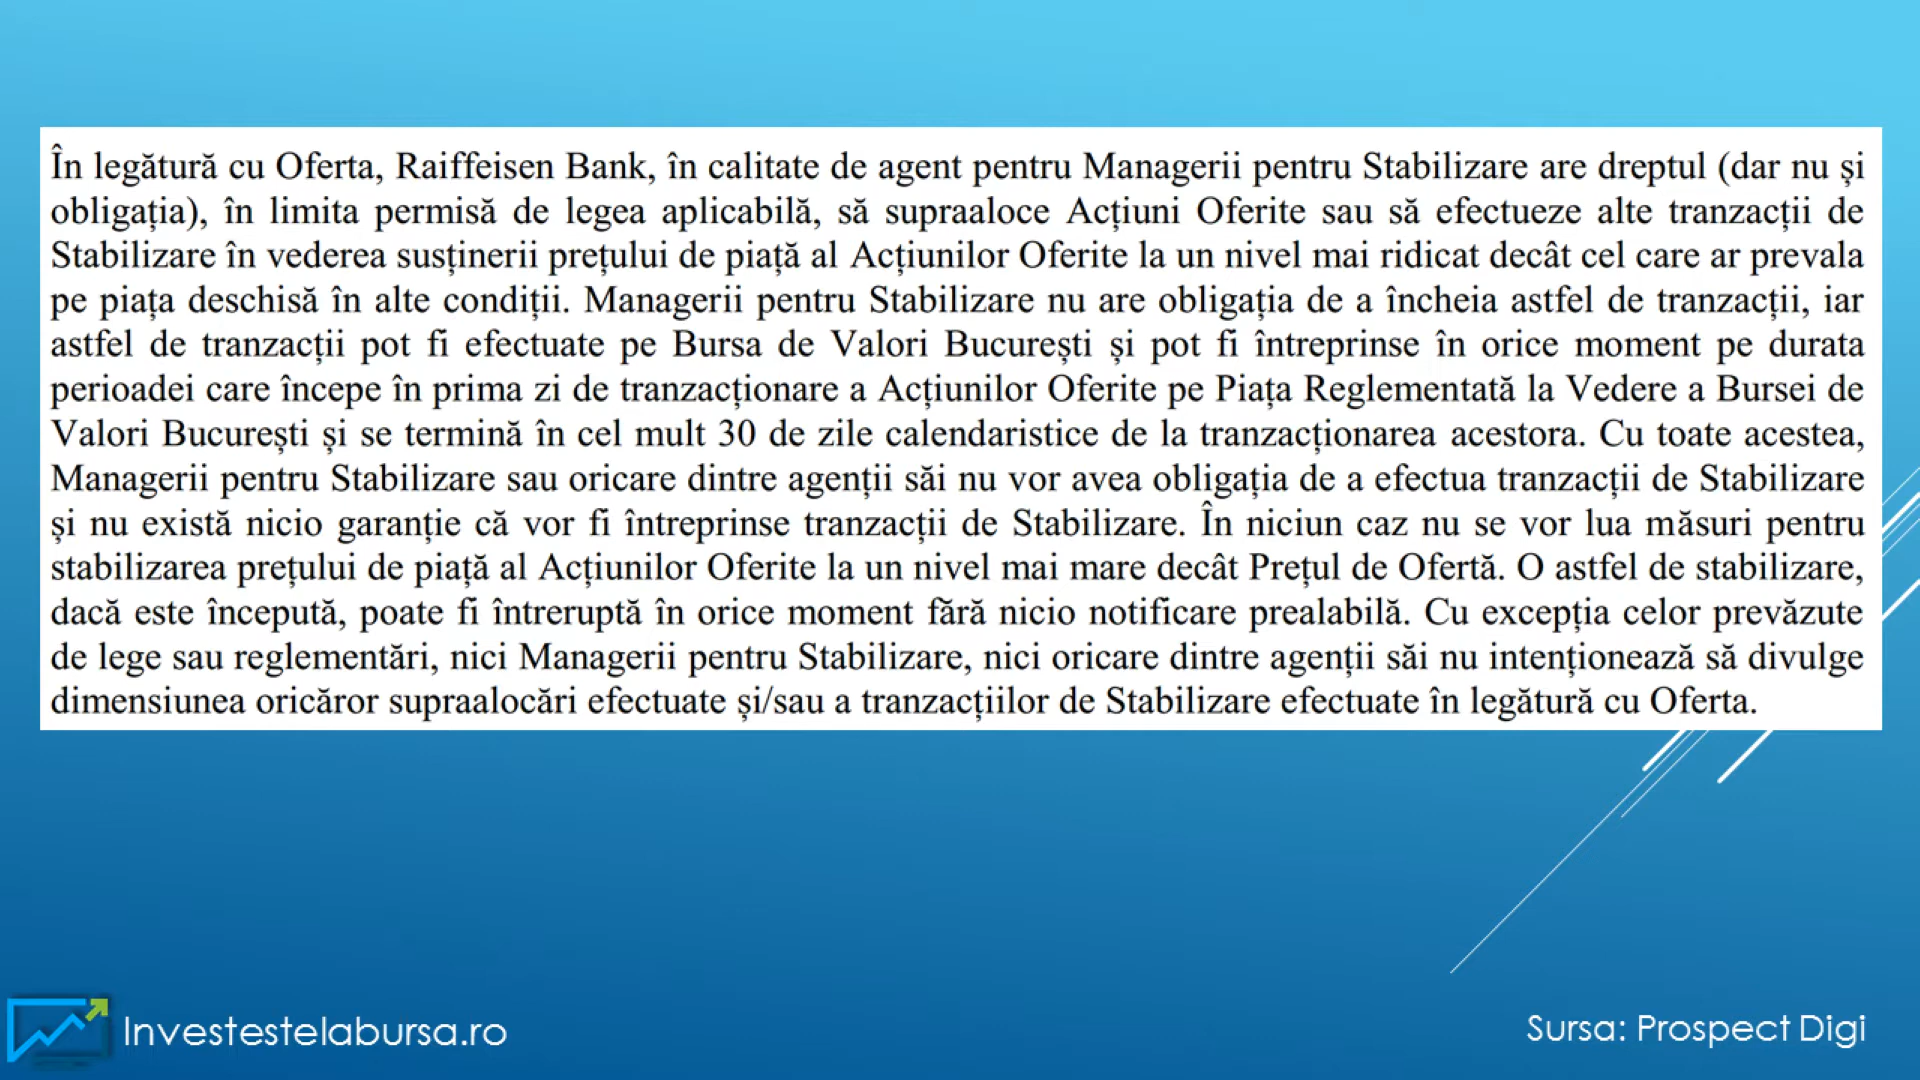 În legătură cu Oferta, Raiffeisen Bank, în calitate de agent pentru Managerii pentru Stabilizare are dreptul (dar nu și
obligația), în limita permisă de legea aplicabilă, să supraaloce Acțiuni Oferite sau să efectueze alte tranzacții de
Stabilizare în vederea susținerii prețului de piață al Acțiunilor Oferite la un nivel mai ridicat decât cel care ar prevala
pe piața deschisă în alte condiții. Managerii pentru Stabilizare nu are obligația de a încheia astfel de tranzacții, iar
astfel de tranzacții pot fi efectuate pe Bursa de Valori București și pot fi întreprinse în orice moment pe durata
perioadei care începe în prima zi de tranzacționare a Acțiunilor Oferite pe Piața Reglementată la Vedere a Bursei de
Valori București și se termină în cel mult 30 de zile calendaristice de la tranzacționarea acestora. Cu toate acestea,
Managerii pentru Stabilizare sau oricare dintre agenții săi nu vor avea obligația de a efectua tranzacții de Stabilizare
și nu există nicio garanție că vor fi întreprinse tranzacții de Stabilizare. În niciun caz nu se vor lua măsuri pentru
stabilizarea prețului de piață al Acțiunilor Oferite la un nivel mai mare decât Prețul de Ofertă. O astfel de stabilizare,
dacă este începută, poate fi întreruptă în orice moment fără nicio notificare prealabilă. Cu excepția celor prevăzute
de lege sau reglementări, nici Managerii pentru Stabilizare, nici oricare dintre agenții săi nu intenționează să divulge
dimensiunea oricăror supraalocări efectuate și/sau a tranzacțiilor de Stabilizare efectuate în legătură cu Oferta.
Investestelabursa.ro
Sursa: Prospect Digi